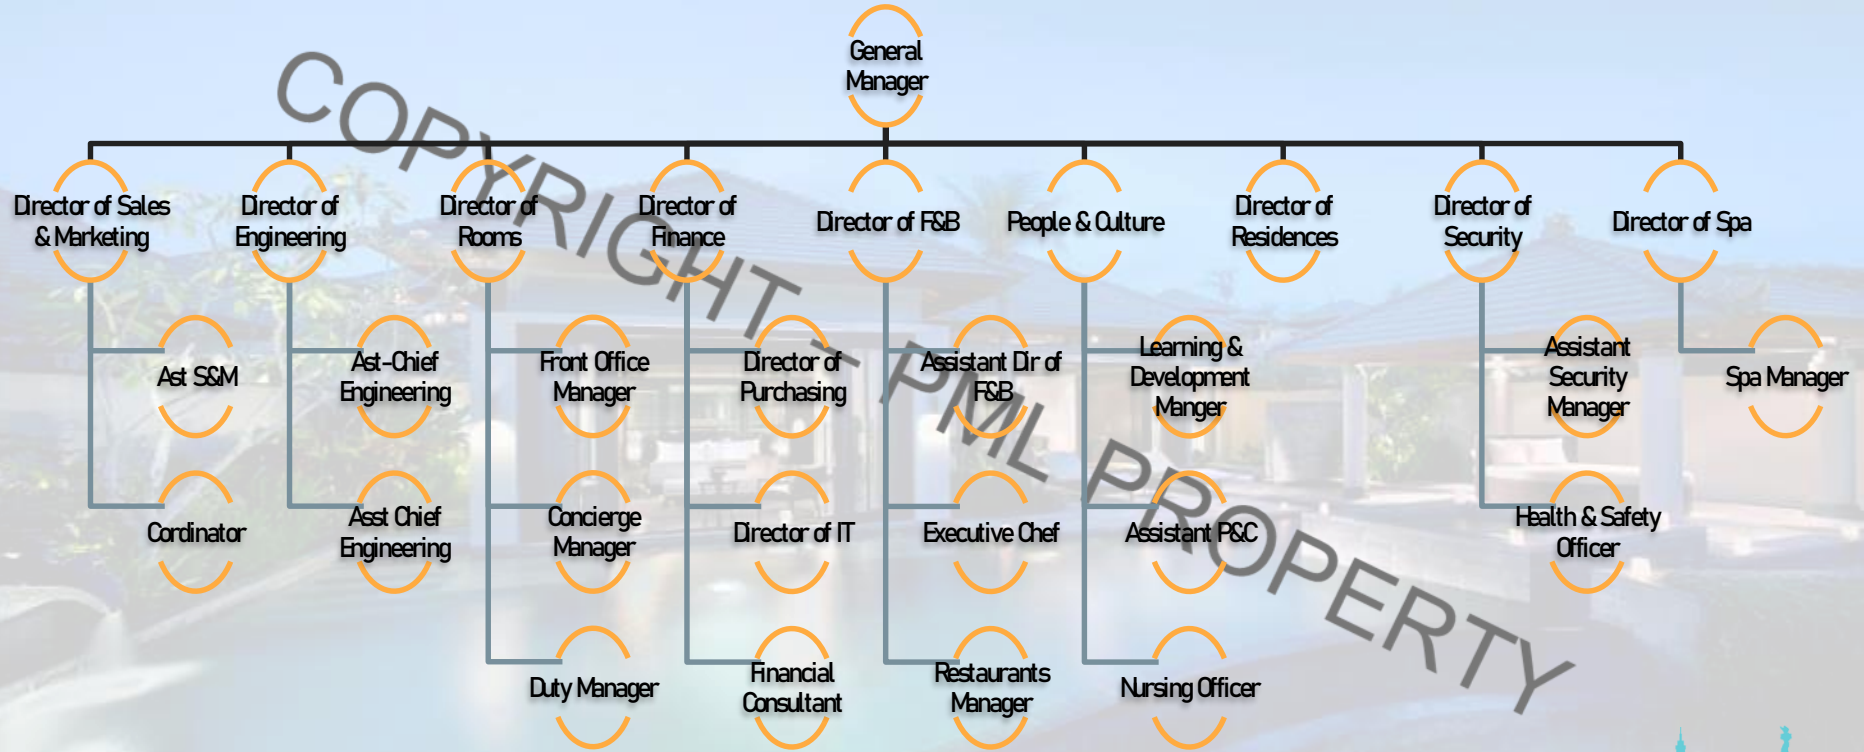 General
Manager
Director of Sales
& Marketing
Director of
Engineering
Director of
Rooms
Director of
Finance
Director of F&B
People & Culture
Director of
Residences
Director of
Security
Director of Spa
Ast S&M
Ast-Chief
Engineering
Front Office
Manager
Director of
Purchasing
Assistant Dir of
F&B
Learning &
Development
Manger
Assistant
Security
Manager
Spa Manager
Cordinator
Asst Chief
Engineering
Concierge
Manager
Director of IT
Executive Chef
Assistant P&C
Health & Safety
Officer
Duty Manager
Financial
Consultant
Restaurants
Manager
Nursing Officer
COPYRIGHT - PML PROPERTY